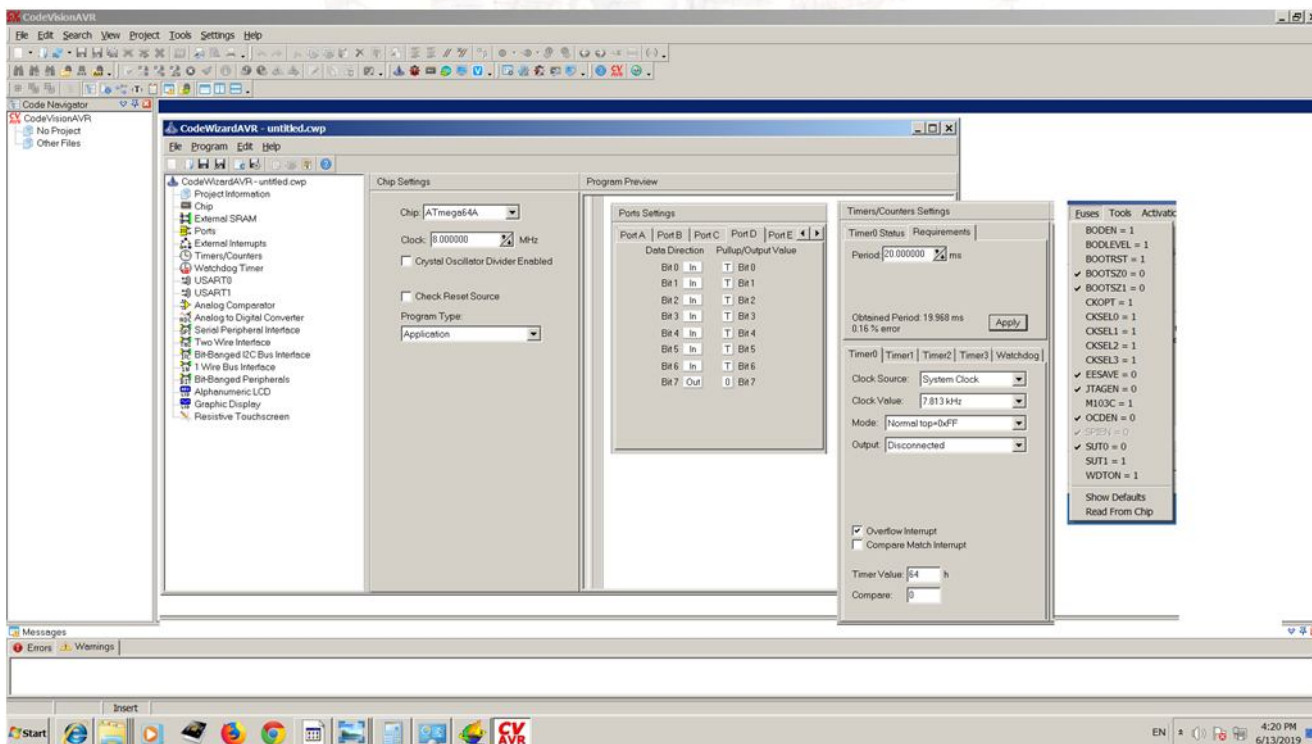 CodeVisionAVR
File Edit Search View Project Tools Settings Help
Code Navigator
CodeVisionAVR
No Project
Other Files
CodeWizardAVR - untitled.cwp
File Program Edit Help
CodeWizardAVR - untitled.cwp
Project Information
Chip
External SRAM
Ports
External Interrupts
Timers/Counters
Watchdog Timer
USART0
USART1
Analog Comparator
Analog to Digital Converter
Serial Peripheral Interface
Two Wire Interface
Bit-Banged I2C Bus Interface
1 Wire Bus Interface
Bit-Banged Peripherals
Alphanumeric LCD
Graphic Display
Resistive Touchscreen
Chip Settings
Chip: ATmega64A
Clock: 8.000000 MHz
Crystal Oscillator Divider Enabled
Check Reset Source
Program Type:
Application
Program Preview
Ports Settings
Port A Port B Port C Port D Port E
Data Direction Pullup/Output Value
Bit 0 In T Bit 0
Bit 1 In T Bit 1
Bit 2 In T Bit 2
Bit 3 In T Bit 3
Bit 4 In T Bit 4
Bit 5 In T Bit 5
Bit 6 In T Bit 6
Bit 7 Out 0 Bit 7
Timers/Counters Settings
Timer0 Status Requirements
Period: 20.000000 ms
Obtained Period: 19.968 ms
0.16 % error
Apply
Timer0 Timer1 Timer2 Timer3 Watchdog
Clock Source: System Clock
Clock Value: 7.813 kHz
Mode: Normal top=0xFF
Output: Disconnected
Overflow Interrupt
Compare Match Interrupt
Timer Value: 64 h
Compare: 0
Fuses Tools Activatic
BODEN = 1
BODLEVEL = 1
BOOTRST = 1
BOOTSZ0 = 0
BOOTSZ1 = 0
CKOPT = 1
CKSEL0 = 1
CKSEL1 = 1
CKSEL2 = 1
CKSEL3 = 1
EESAVE = 0
JTAGEN = 0
M103C = 1
OCDEN = 0
SPIEN = 0
SUT0 = 0
SUT1 = 1
WDTON = 1
Show Defaults
Read From Chip
Messages
Errors Warnings
Insert
Start
CV
AVR
EN
4:20 PM
6/13/2019